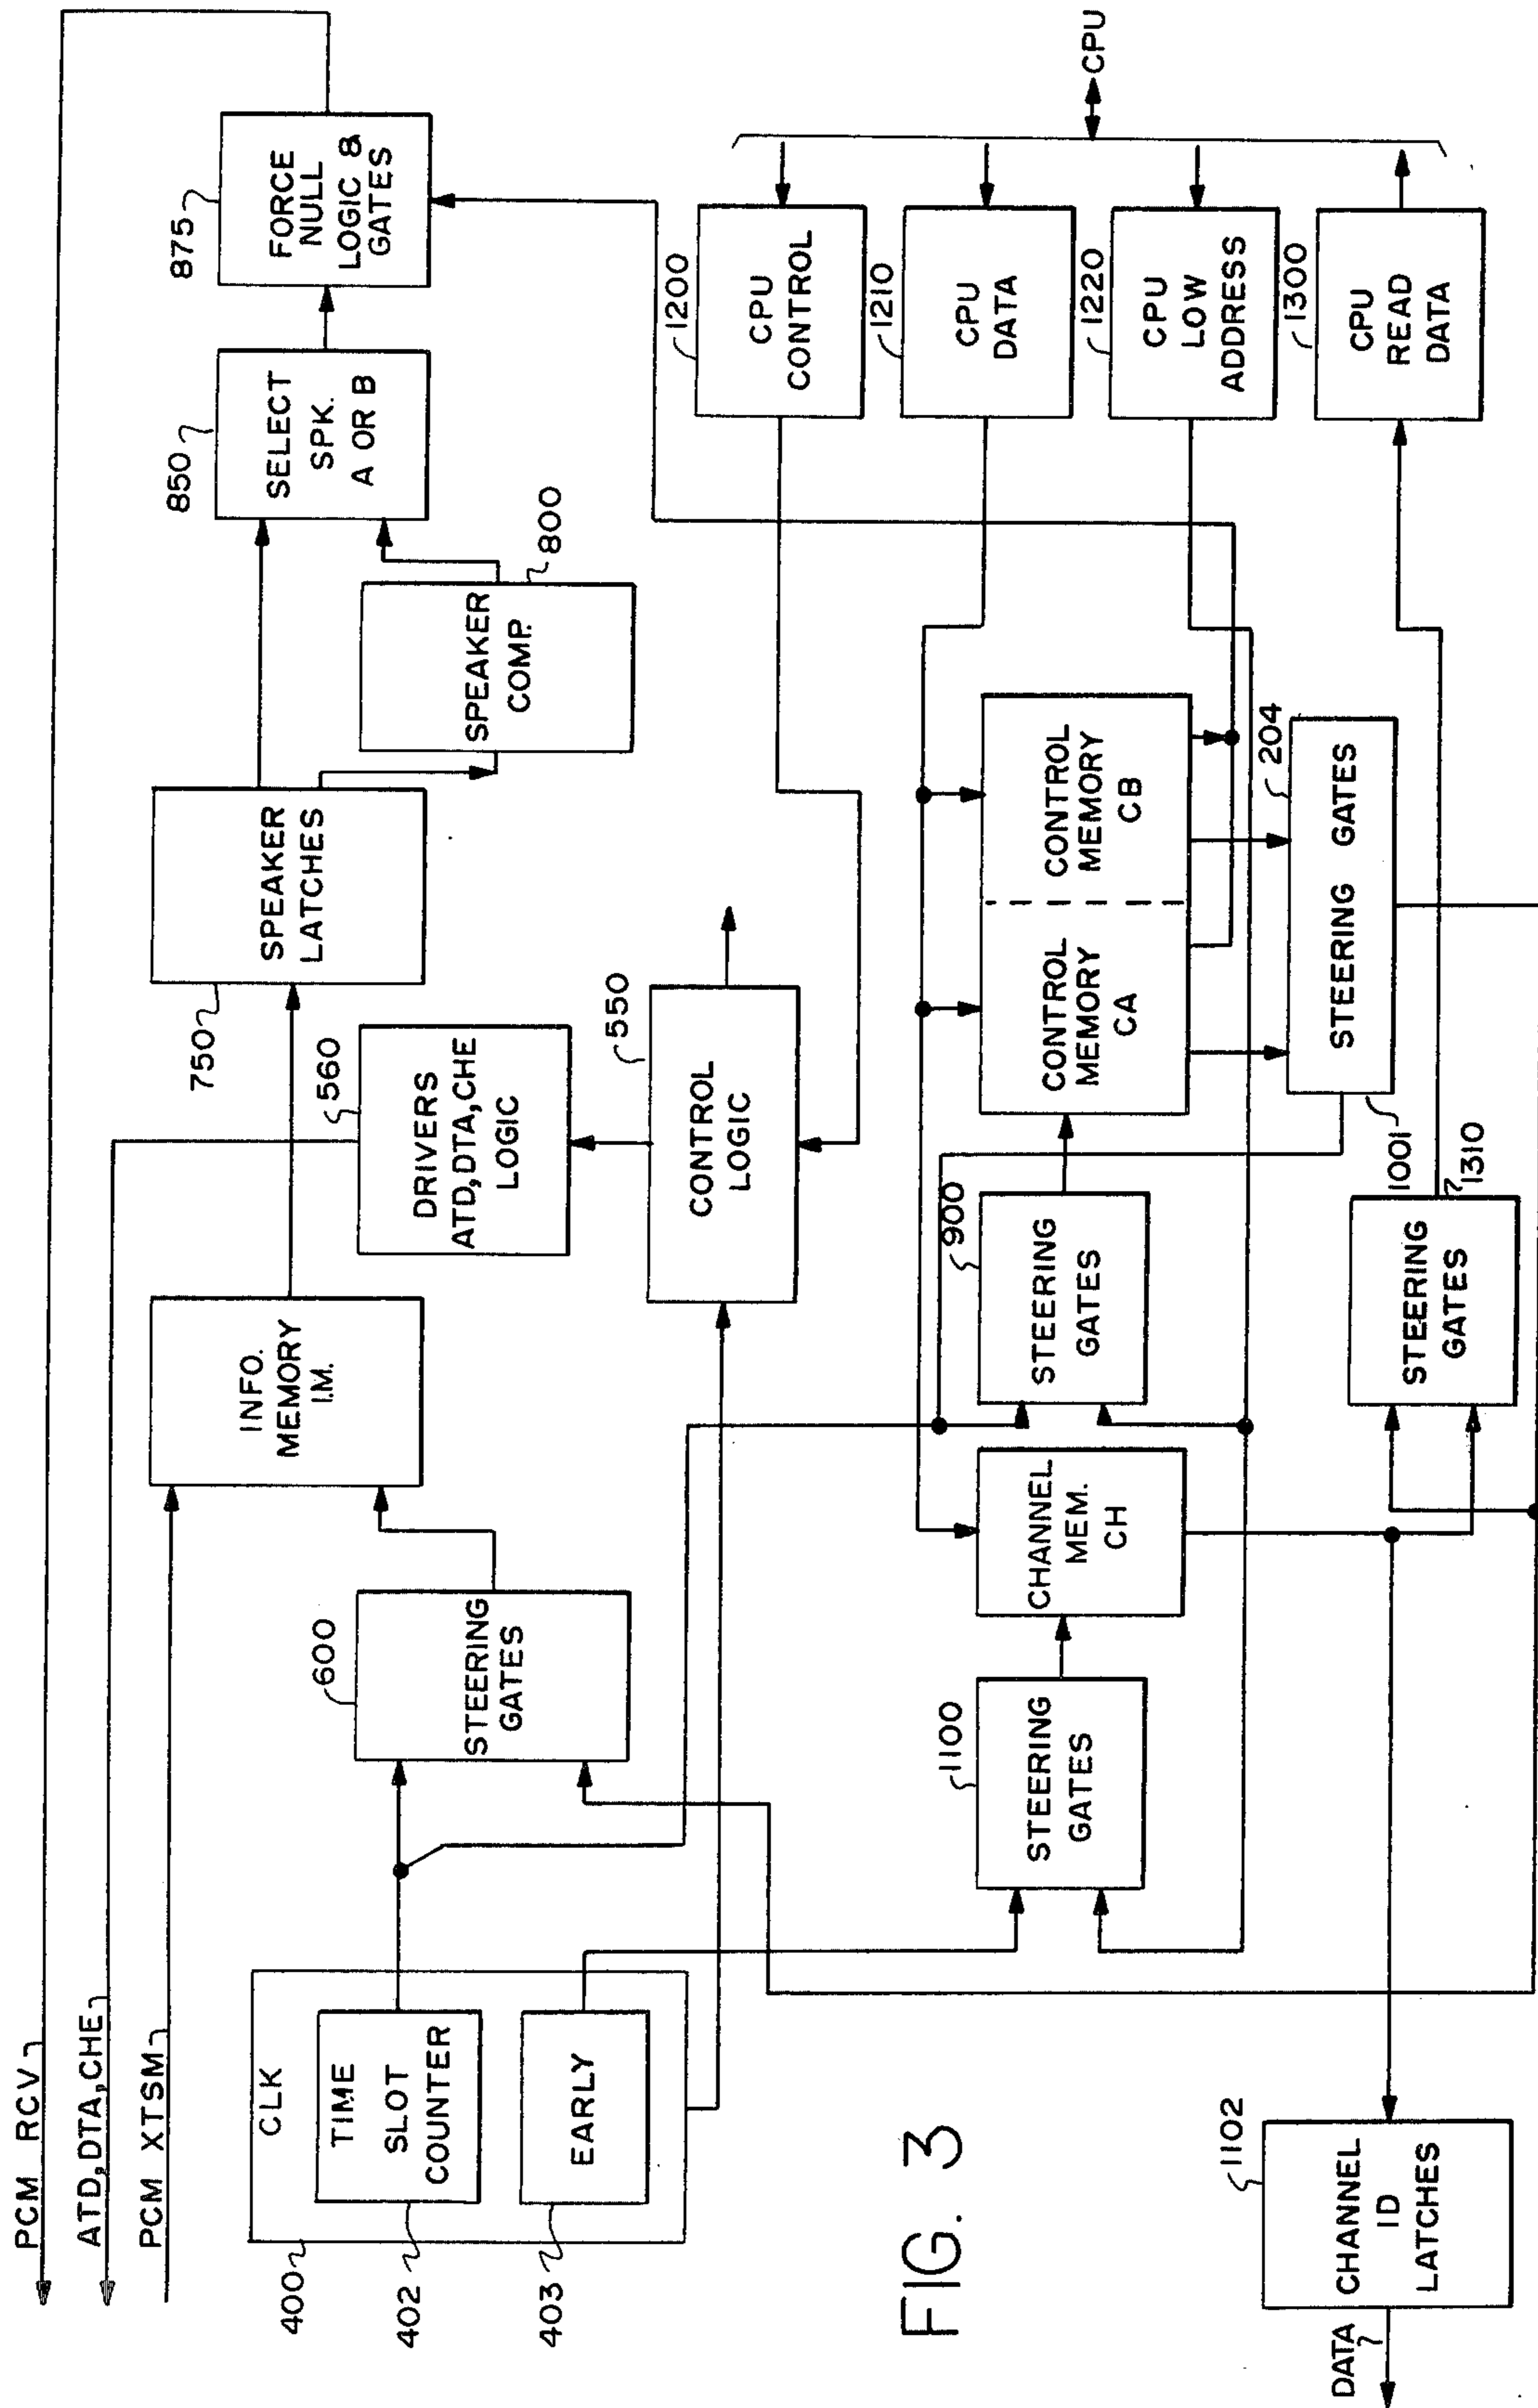 PCM RCV
ATD,DTA,CHE
PCM XTSM
400
CLK
402
TIME
SLOT
COUNTER
403
EARLY
600
STEERING
GATES
INFO.
MEMORY
I.M.
750
SPEAKER
LATCHES
800
SPEAKER
COMP.
850
SELECT
SPK.
A OR B
875
FORCE
NULL
LOGIC &
GATES
560
DRIVERS
ATD,DTA,CHE
LOGIC
550
CONTROL
LOGIC
1200
CPU
CONTROL
1210
CPU
DATA
1220
CPU
LOW
ADDRESS
1300
CPU
READ
DATA
CPU
1100
STEERING
GATES
CHANNEL
MEM.
CH
900
STEERING
GATES
CONTROL
MEMORY
CA
CONTROL
MEMORY
CB
204
STEERING GATES
1001
1310
STEERING
GATES
1102
CHANNEL
ID
LATCHES
DATA
FIG. 3